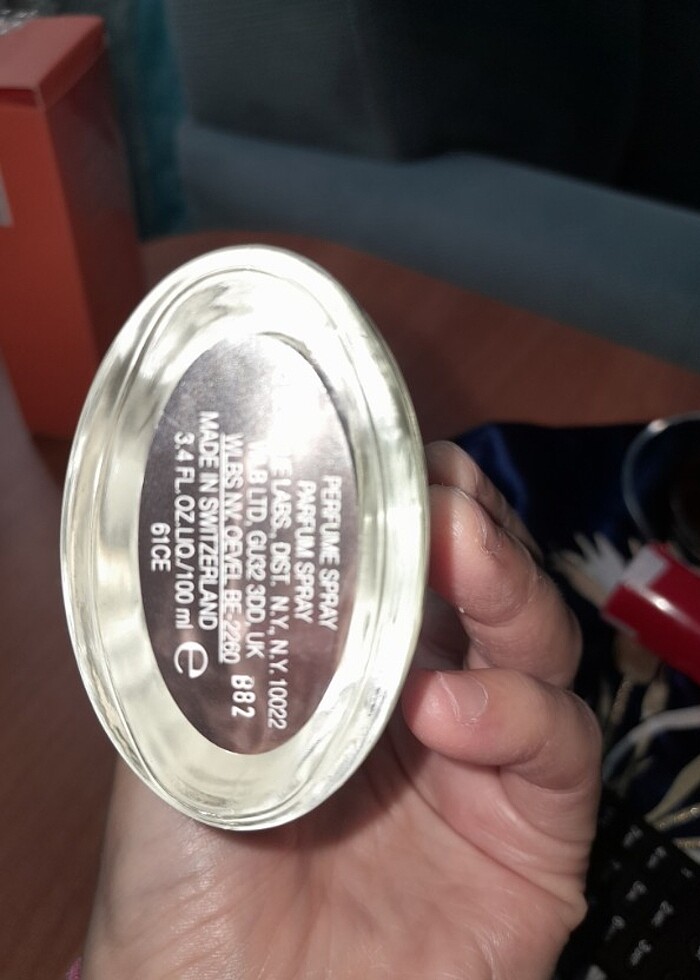 PERFUME SPRAY
PARFUM SPRAY
LABS., DIST. N.Y., N.Y. 10022
LTD, GU32 3DD, UK
WLBS NV OEVEL BE-2260
MADE IN SWITZERLAND
3.4 FL.OZ.LIQ./100 ml e
61CE
B82